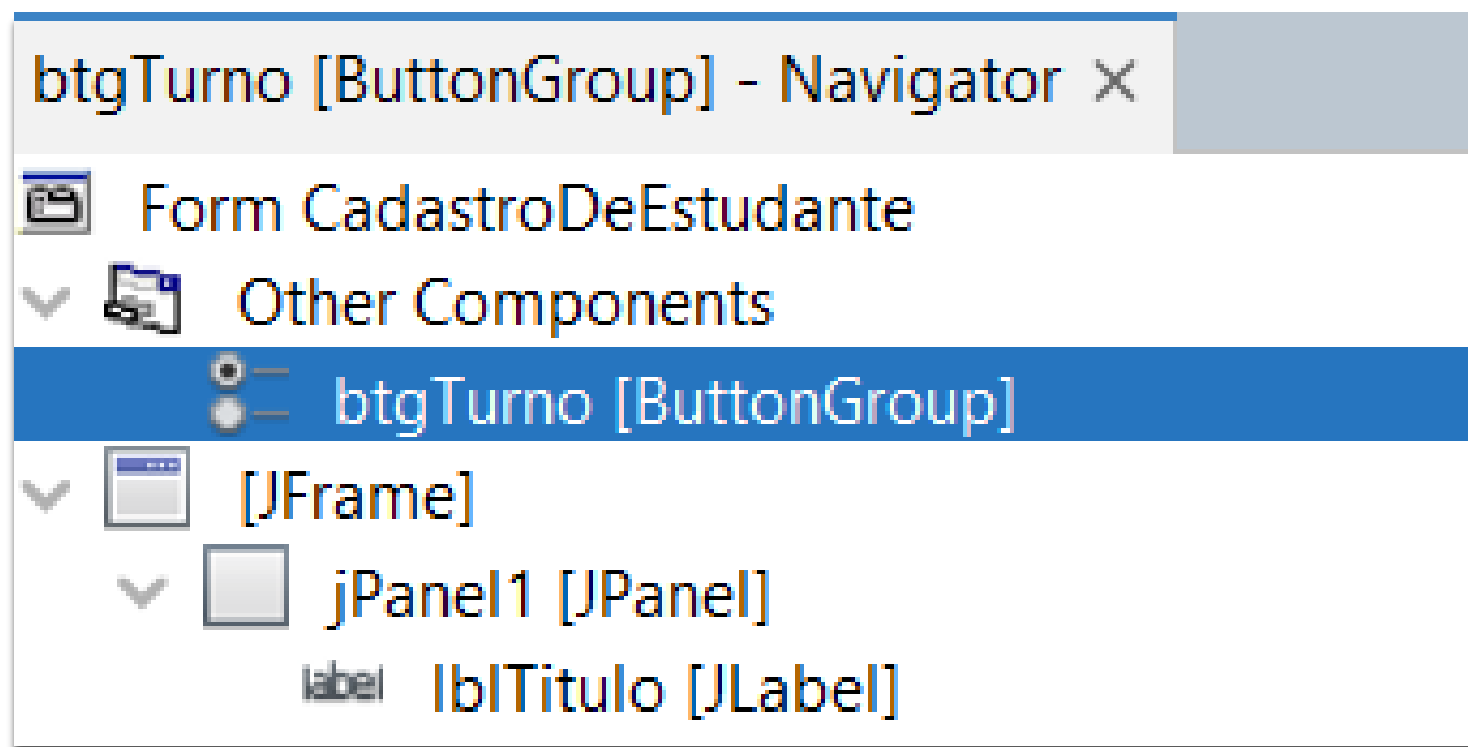 btgTurno [ButtonGroup] - Navigator ×
Form CadastroDeEstudante
Other Components
btgTurno [ButtonGroup]
[JFrame]
jPanel1 [JPanel]
label lblTitulo [JLabel]